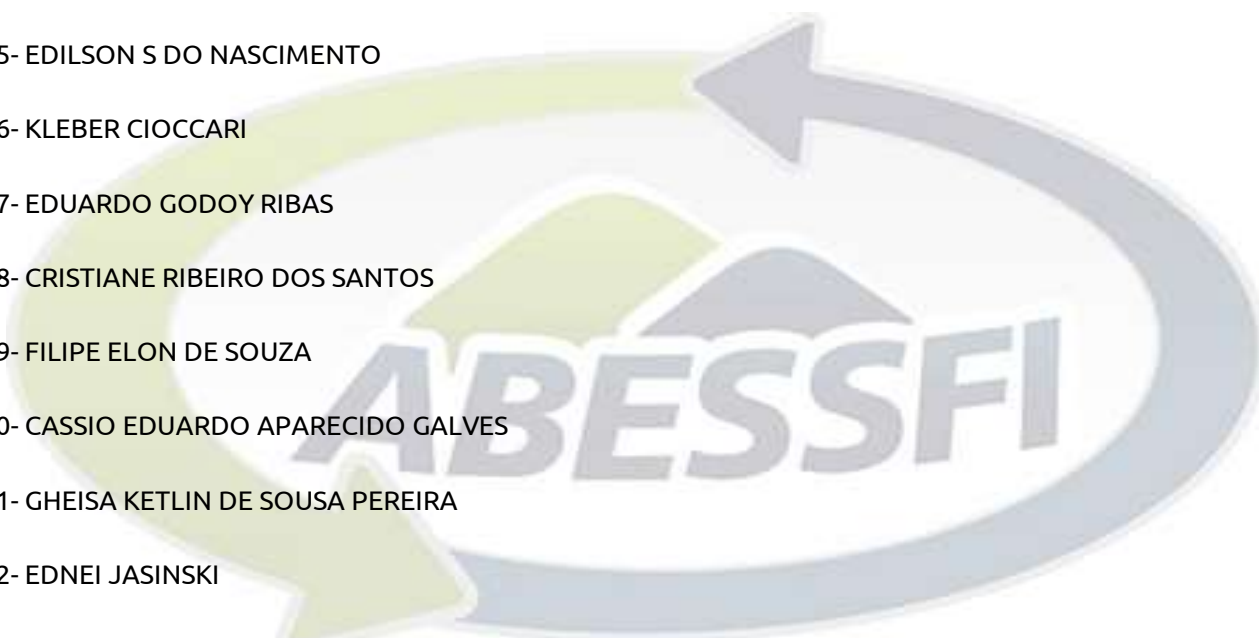 5- EDILSON S DO NASCIMENTO
6- KLEBER CIOCCARI
7- EDUARDO GODOY RIBAS
8- CRISTIANE RIBEIRO DOS SANTOS
9- FILIPE ELON DE SOUZA
0- CASSIO EDUARDO APARECIDO GALVES
ABESSFI
1- GHEISA KETLIN DE SOUSA PEREIRA
2- EDNEI JASINSKI